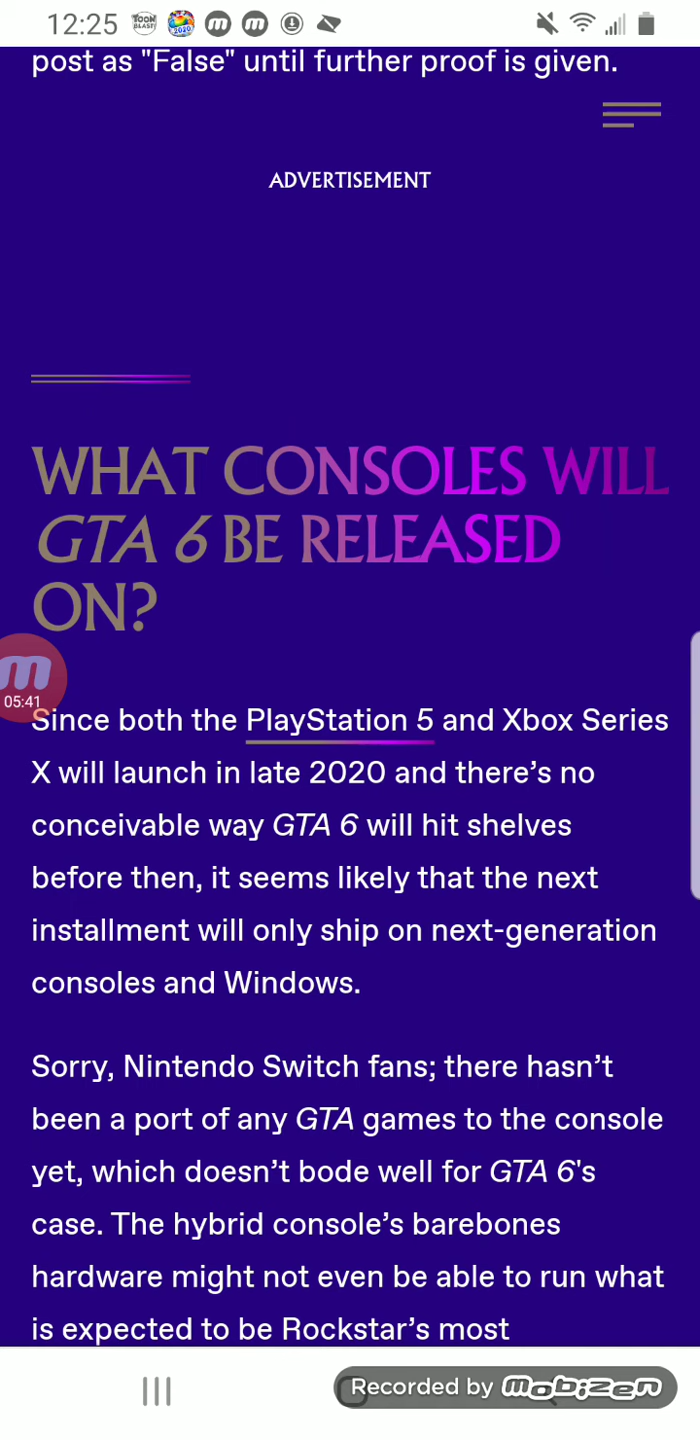 12:25
TOON
BLAST!
2020
post as "False" until further proof is given.
ADVERTISEMENT
WHAT CONSOLES WILL
GTA 6 BE RELEASED
ON?
m
05:41
Since both the PlayStation 5 and Xbox Series
X will launch in late 2020 and there’s no
conceivable way GTA 6 will hit shelves
before then, it seems likely that the next
installment will only ship on next-generation
consoles and Windows.
Sorry, Nintendo Switch fans; there hasn’t
been a port of any GTA games to the console
yet, which doesn’t bode well for GTA 6's
case. The hybrid console’s barebones
hardware might not even be able to run what
is expected to be Rockstar’s most
Recorded by mobizen